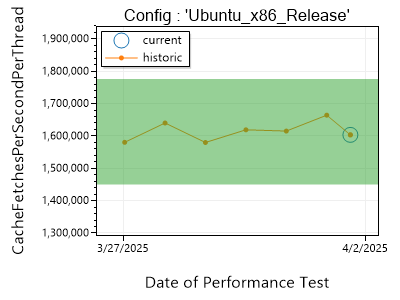 Config : 'Ubuntu_x86_Release'
CacheFetchesPerSecondPerThread
current
historic
1,900,000
1,800,000
1,700,000
1,600,000
1,500,000
1,400,000
1,300,000
3/27/2025
4/2/2025
Date of Performance Test